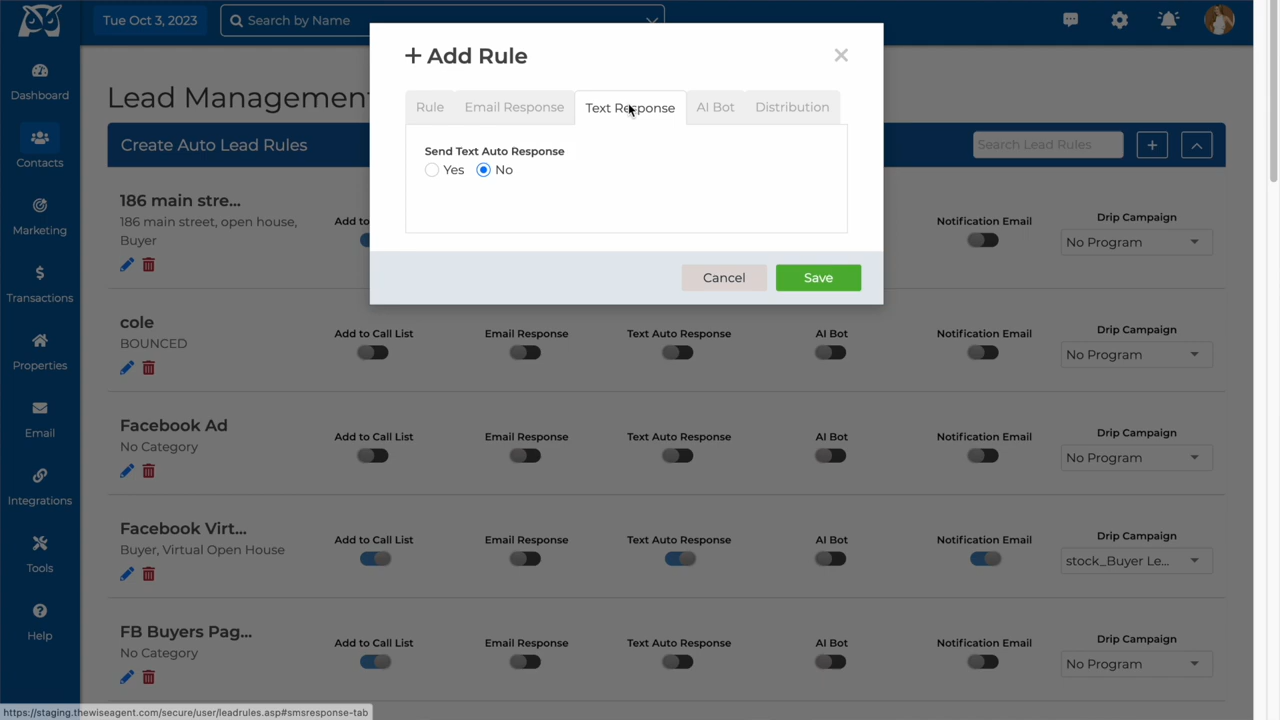 Tue Oct 3, 2023
Search by Name
Dashboard
Contacts
Marketing
Transactions
Properties
Email
Integrations
Tools
Help
Lead Management
+ Add Rule
Rule
Email Response
Text Response
AI Bot
Distribution
Send Text Auto Response
Yes
No
Cancel
Save
Create Auto Lead Rules
Search Lead Rules
186 main stre...
186 main street, open house,
Buyer
Add to
Notification Email
Drip Campaign
No Program
cole
BOUNCED
Add to Call List
Email Response
Text Auto Response
AI Bot
Notification Email
Drip Campaign
No Program
Facebook Ad
No Category
Add to Call List
Email Response
Text Auto Response
AI Bot
Notification Email
Drip Campaign
No Program
Facebook Virt...
Buyer, Virtual Open House
Add to Call List
Email Response
Text Auto Response
AI Bot
Notification Email
Drip Campaign
stock_Buyer Le...
FB Buyers Pag...
No Category
Add to Call List
Email Response
Text Auto Response
AI Bot
Notification Email
Drip Campaign
No Program
https://staging.thewiseagent.com/secure/user/leadrules.asp#smsresponse-tab